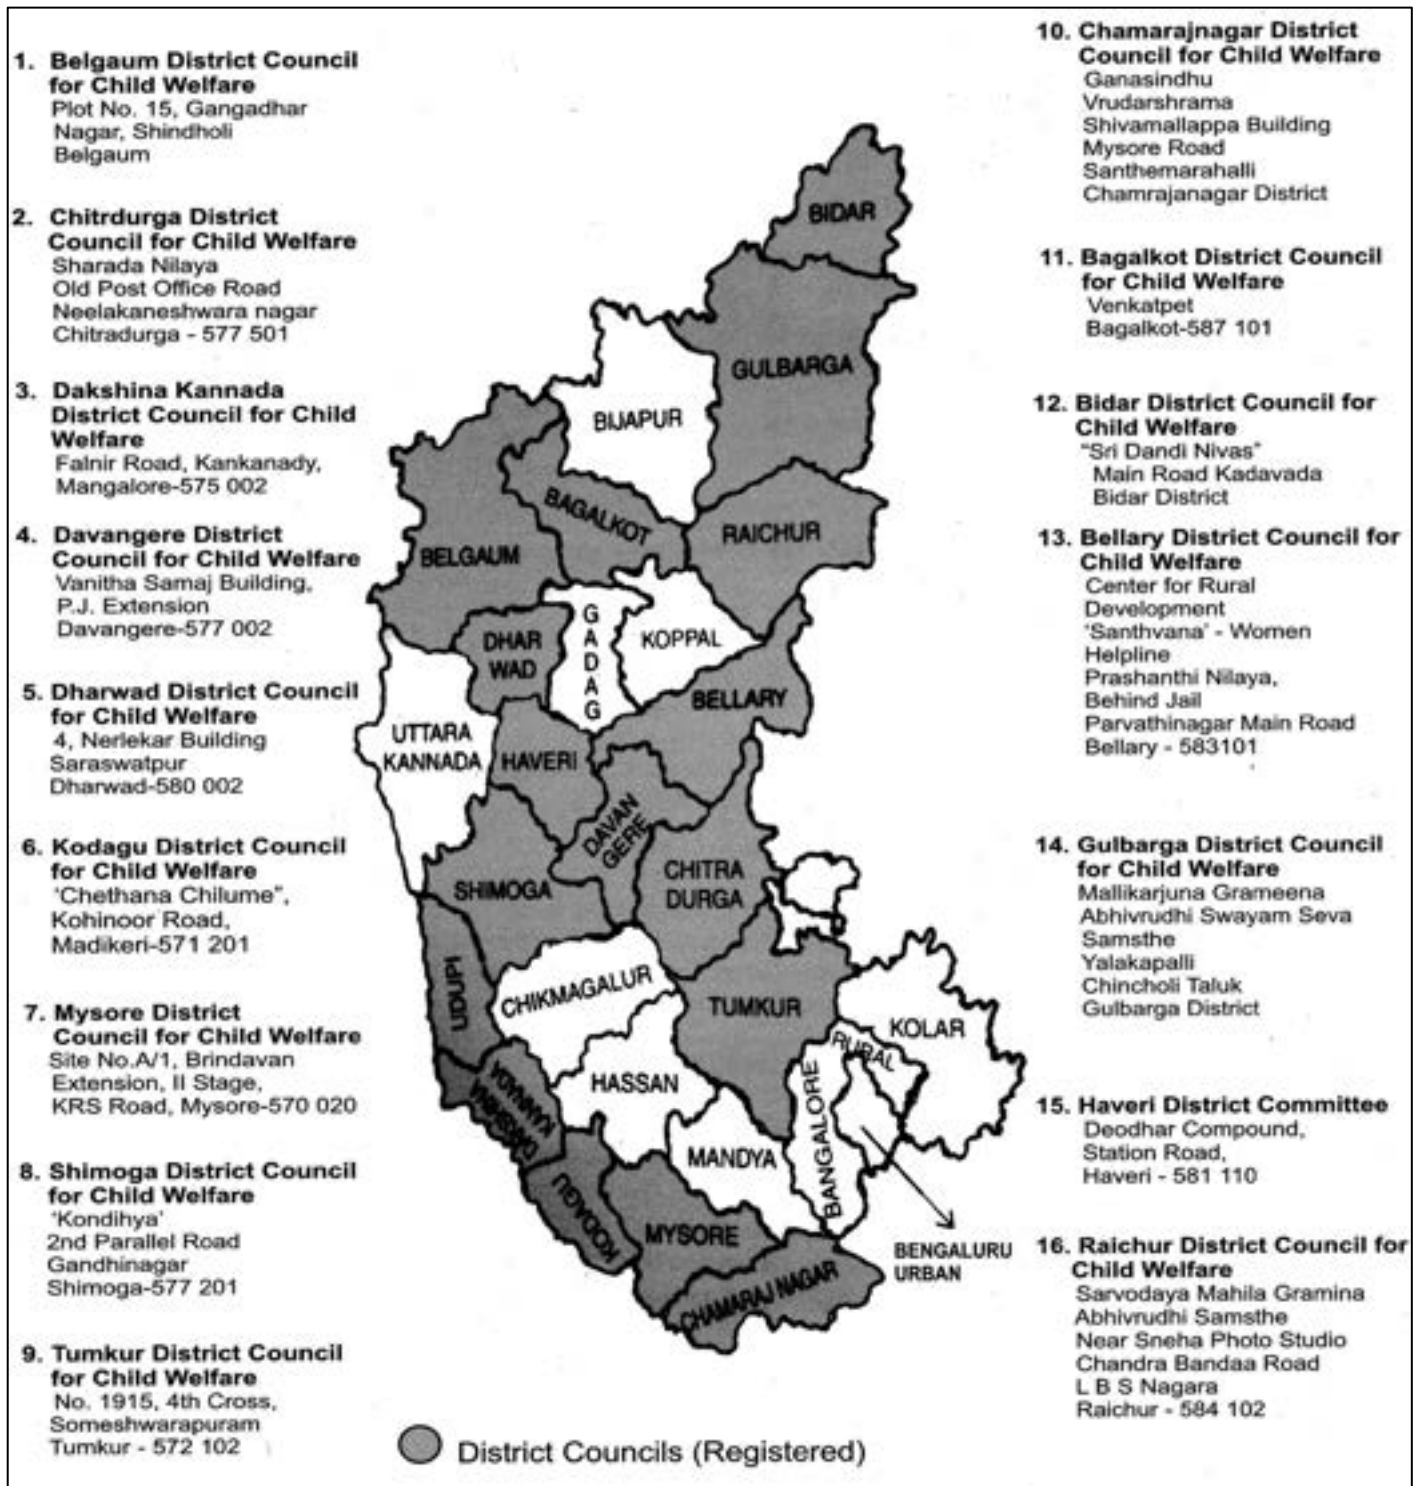 1. Belgaum District Council
for Child Welfare
Plot No. 15, Gangadhar
Nagar, Shindholi
Belgaum
2. Chitrdurga District
Council for Child Welfare
Sharada Nilaya
Old Post Office Road
Neelakaneshwara nagar
Chitradurga - 577 501
3. Dakshina Kannada
District Council for Child
Welfare
Falnir Road, Kankanady,
Mangalore-575 002
4. Davangere District
Council for Child Welfare
Vanitha Samaj Building,
P.J. Extension
Davangere-577 002
5. Dharwad District Council
for Child Welfare
4, Nerlekar Building
Saraswatpur
Dharwad-580 002
6. Kodagu District Council
for Child Welfare
'Chethana Chilume",
Kohinoor Road,
Madikeri-571 201
7. Mysore District
Council for Child Welfare
Site No.A/1, Brindavan
Extension, II Stage,
KRS Road, Mysore-570 020
8. Shimoga District Council
for Child Welfare
'Kondihya'
2nd Parallel Road
Gandhinagar
Shimoga-577 201
9. Tumkur District Council
for Child Welfare
No. 1915, 4th Cross,
Someshwarapuram
Tumkur - 572 102
BIDAR
GULBARGA
BIJAPUR
BAGALKOT
RAICHUR
BELGAUM
GADAG
KOPPAL
DHAR
WAD
BELLARY
UTTARA
KANNADA
HAVERI
DAVAN
GERE
CHITRA
DURGA
SHIMOGA
UDUPI
CHIKMAGALUR
TUMKUR
KOLAR
RURAL
BANGALORE
HASSAN
DAKSHINA
KANNADA
MANDYA
KODAGU
MYSORE
CHAMARAJ NAGAR
BENGALURU
URBAN
District Councils (Registered)
10. Chamarajnagar District
Council for Child Welfare
Ganasindhu
Vrudarshrama
Shivamallappa Building
Mysore Road
Santhemarahalli
Chamrajanagar District
11. Bagalkot District Council
for Child Welfare
Venkatpet
Bagalkot-587 101
12. Bidar District Council for
Child Welfare
"Sri Dandi Nivas"
Main Road Kadavada
Bidar District
13. Bellary District Council for
Child Welfare
Center for Rural
Development
'Santhvana' - Women
Helpline
Prashanthi Nilaya,
Behind Jail
Parvathinagar Main Road
Bellary - 583101
14. Gulbarga District Council
for Child Welfare
Mallikarjuna Grameena
Abhivrudhi Swayam Seva
Samsthe
Yalakapalli
Chincholi Taluk
Gulbarga District
15. Haveri District Committee
Deodhar Compound,
Station Road,
Haveri - 581 110
16. Raichur District Council for
Child Welfare
Sarvodaya Mahila Gramina
Abhivrudhi Samsthe
Near Sneha Photo Studio
Chandra Bandaa Road
L B S Nagara
Raichur - 584 102